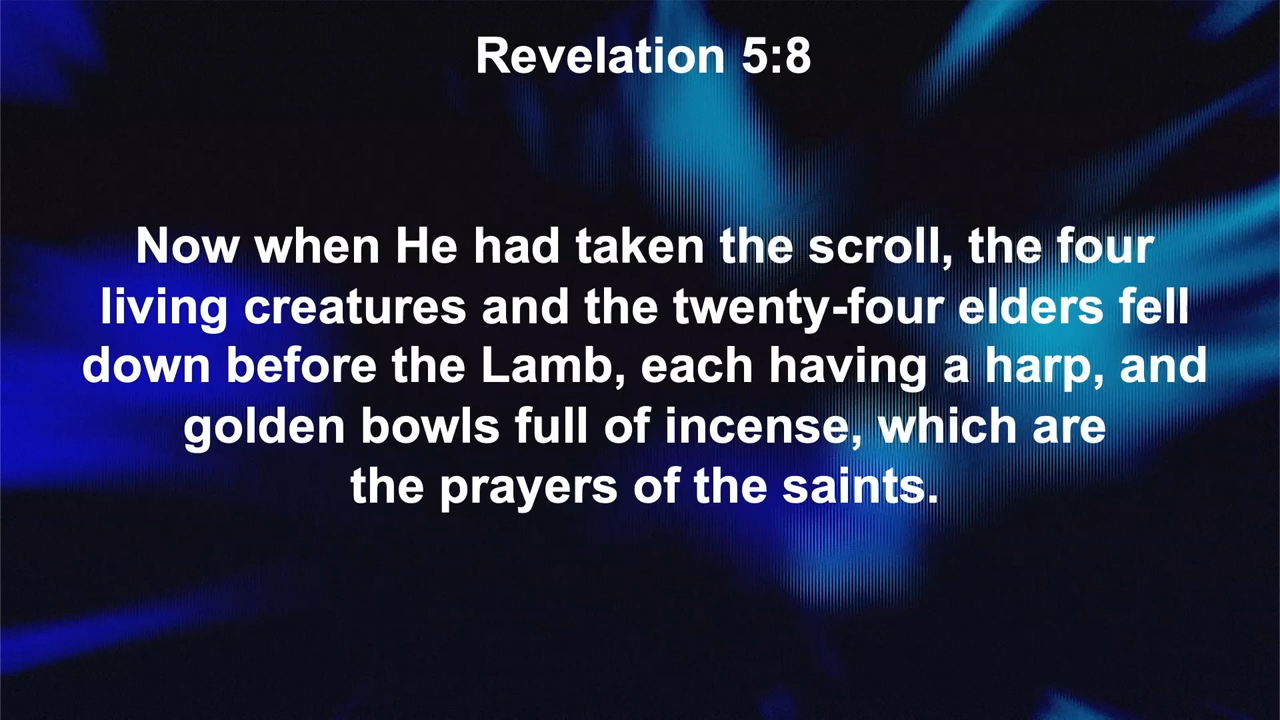 Revelation 5:8
Now when He had taken the scroll, the four
living creatures and the twenty-four elders fell
down before the Lamb, each having a harp, and
golden bowls full of incense, which are
the prayers of the saints.